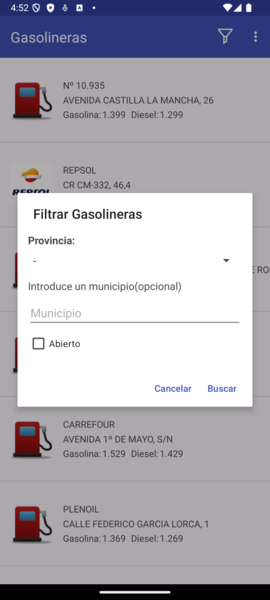 4:52
Gasolineras
Nº 10.935
AVENIDA CASTILLA LA MANCHA, 26
Gasolina: 1.399 Diesel: 1.299
REPSOL
REPSOL
CR CM-332, 46,4
Filtrar Gasolineras
Provincia:
-
E RO
Introduce un municipio(opcional)
Municipio
Abierto
Cancelar
Buscar
CARREFOUR
AVENIDA 1º DE MAYO, S/N
Gasolina: 1.529 Diesel: 1.429
PLENOIL
CALLE FEDERICO GARCIA LORCA, 1
Gasolina: 1.369 Diesel: 1.269